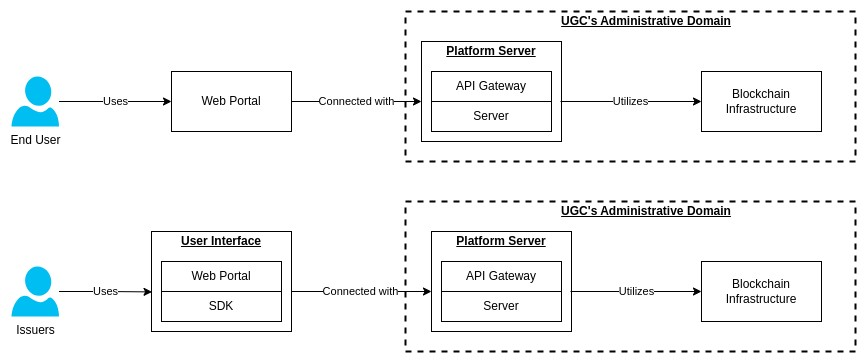 UGC's Administrative Domain
Platform Server
End User
Uses
Web Portal
Connected with
API Gateway
Server
Utilizes
Blockchain
Infrastructure
UGC's Administrative Domain
Issuers
Uses
User Interface
Web Portal
SDK
Connected with
Platform Server
API Gateway
Server
Utilizes
Blockchain
Infrastructure